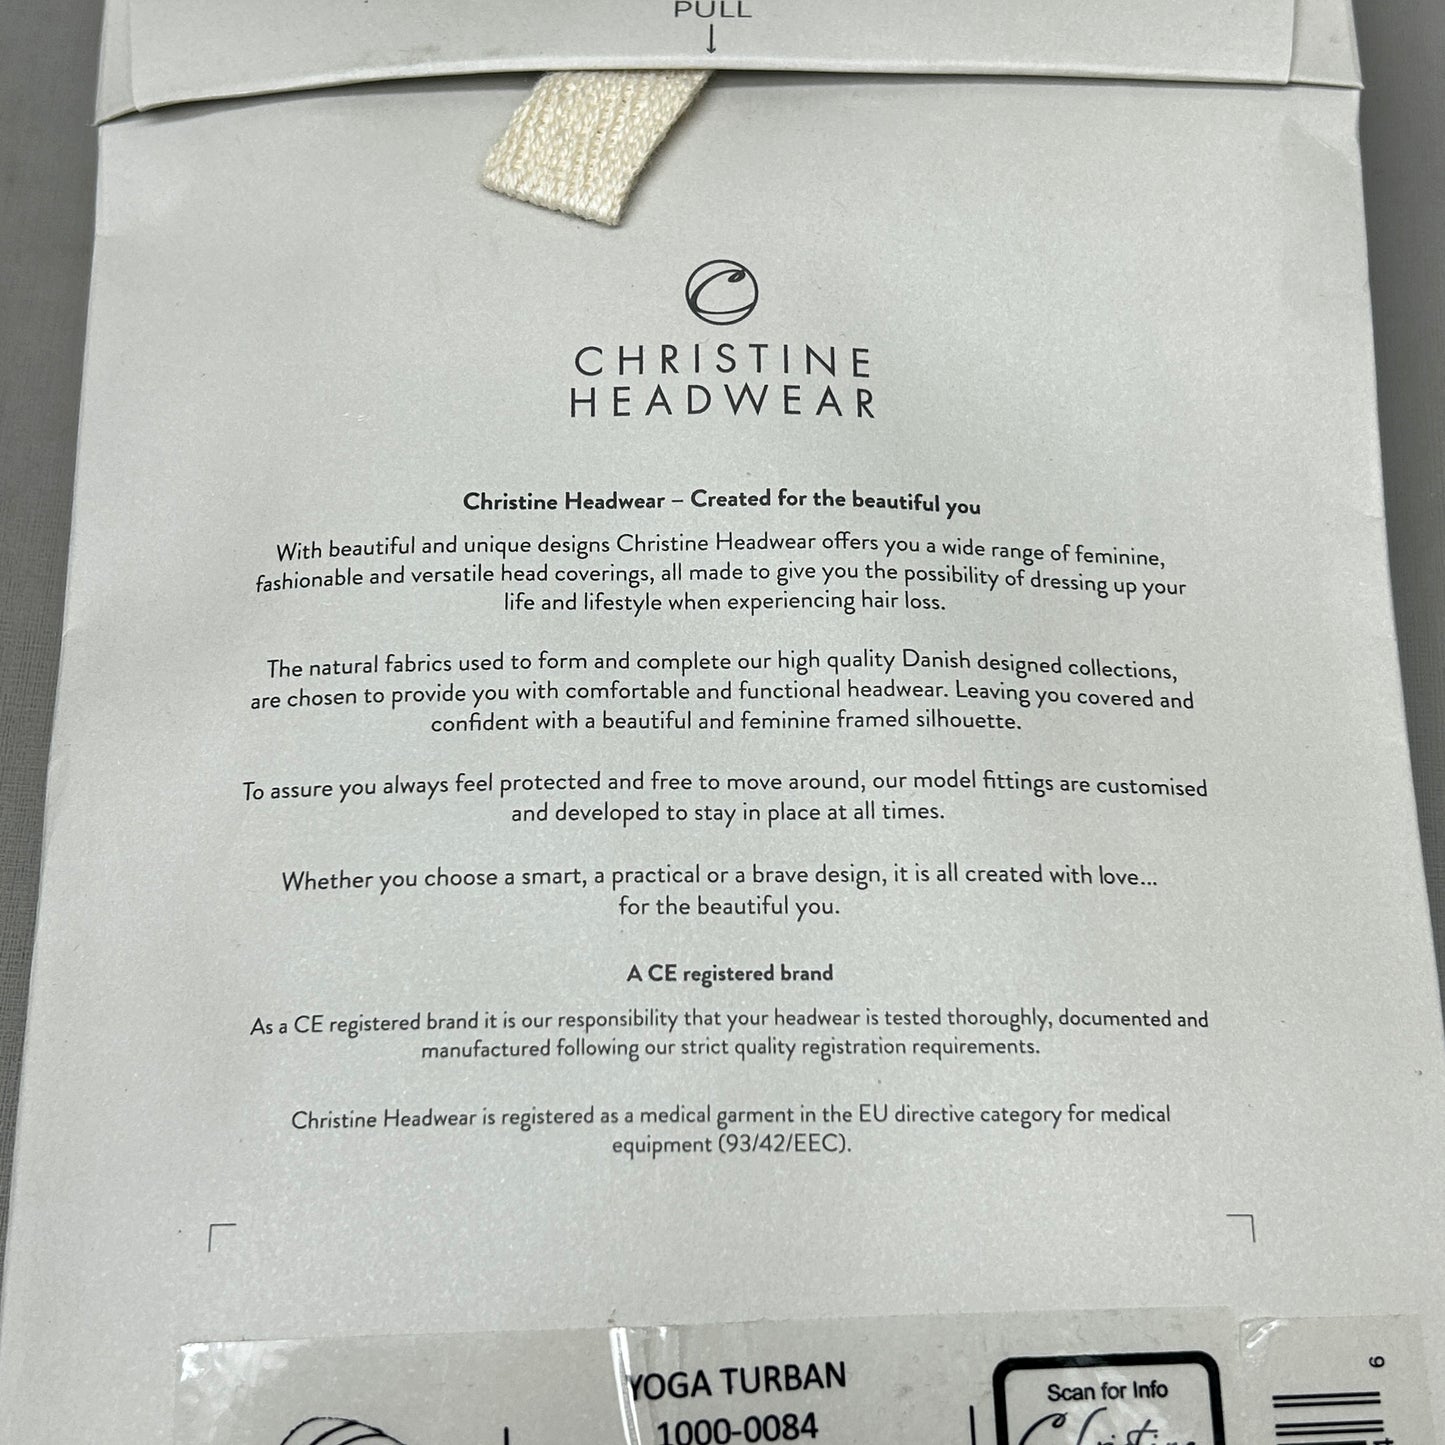 PULL
CHRISTINE
HEADWEAR
Christine Headwear – Created for the beautiful you
With beautiful and unique designs Christine Headwear offers you a wide range of feminine,
fashionable and versatile head coverings, all made to give you the possibility of dressing up your
life and lifestyle when experiencing hair loss.
The natural fabrics used to form and complete our high quality Danish designed collections,
are chosen to provide you with comfortable and functional headwear. Leaving you covered and
confident with a beautiful and feminine framed silhouette.
To assure you always feel protected and free to move around, our model fittings are customised
and developed to stay in place at all times.
Whether you choose a smart, a practical or a brave design, it is all created with love...
for the beautiful you.
A CE registered brand
As a CE registered brand it is our responsibility that your headwear is tested thoroughly, documented and
manufactured following our strict quality registration requirements.
Christine Headwear is registered as a medical garment in the EU directive category for medical
equipment (93/42/EEC).
YOGA TURBAN
1000-0084
Scan for Info
Christine
9